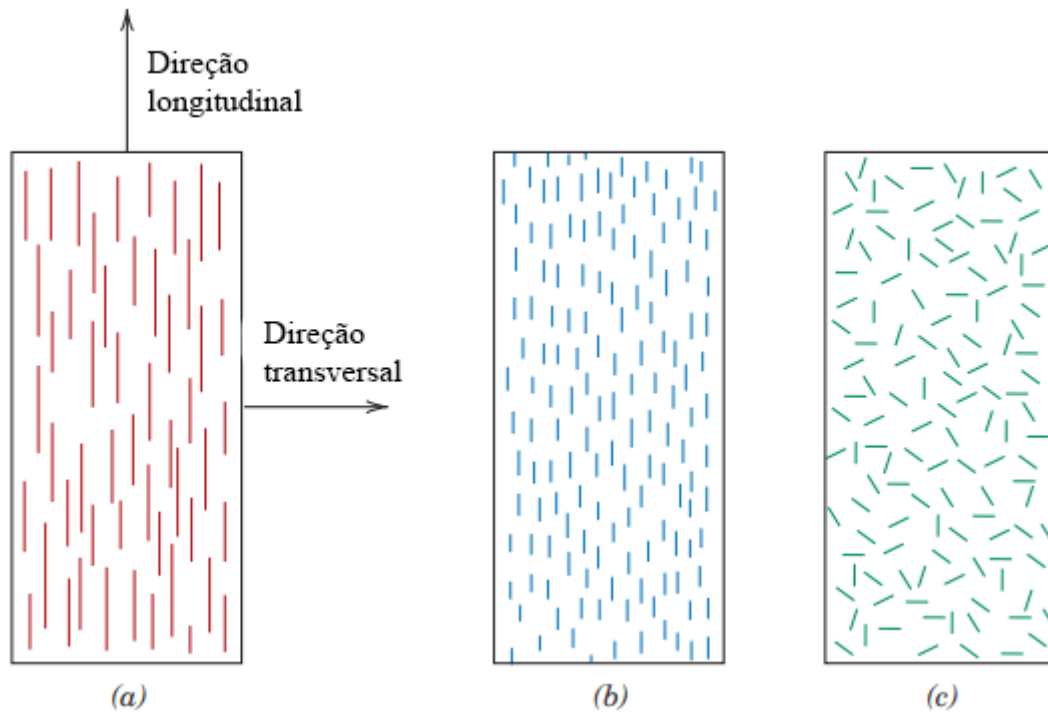 Direção
longitudinal
Direção
transversal
(a)
(b)
(c)